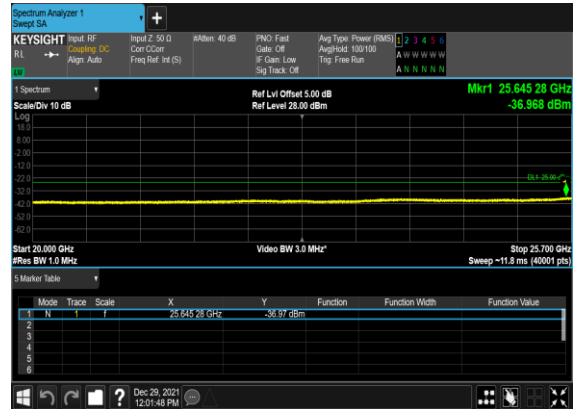 Spectrum Analyzer 1
Swept SA
+
KEYSIGHT Input: RF Input Z: 50 Ω #Atten: 40 dB PNO: Fast Avg Type: Power (RMS) 1 2 3 4 5 6
RL Coupling: DC Corr CCorr Gate: Off Avg|Hold: 100/100 A W W W W W
Align: Auto Freq Ref: Int (S) IF Gain: Low Trig: Free Run
LW Sig Track: Off A N N N N N
1 Spectrum Ref Lvl Offset 5.00 dB Mkr1 25.645 28 GHz
Scale/Div 10 dB Ref Level 28.00 dBm -36.968 dBm
Log
18.0
8.00
-2.00
-12.0
-22.0
DL1 -25.00
-32.0
-42.0
-52.0
-62.0
Start 20.000 GHz Video BW 3.0 MHz* Stop 25.700 GHz
#Res BW 1.0 MHz Sweep ~11.8 ms (40001 pts)
5 Marker Table
Mode Trace Scale X Y Function Function Width Function Value
1 N 1 f 25.645 28 GHz -36.97 dBm
2
3
4
5
6
? Dec 29, 2021
12:01:48 PM